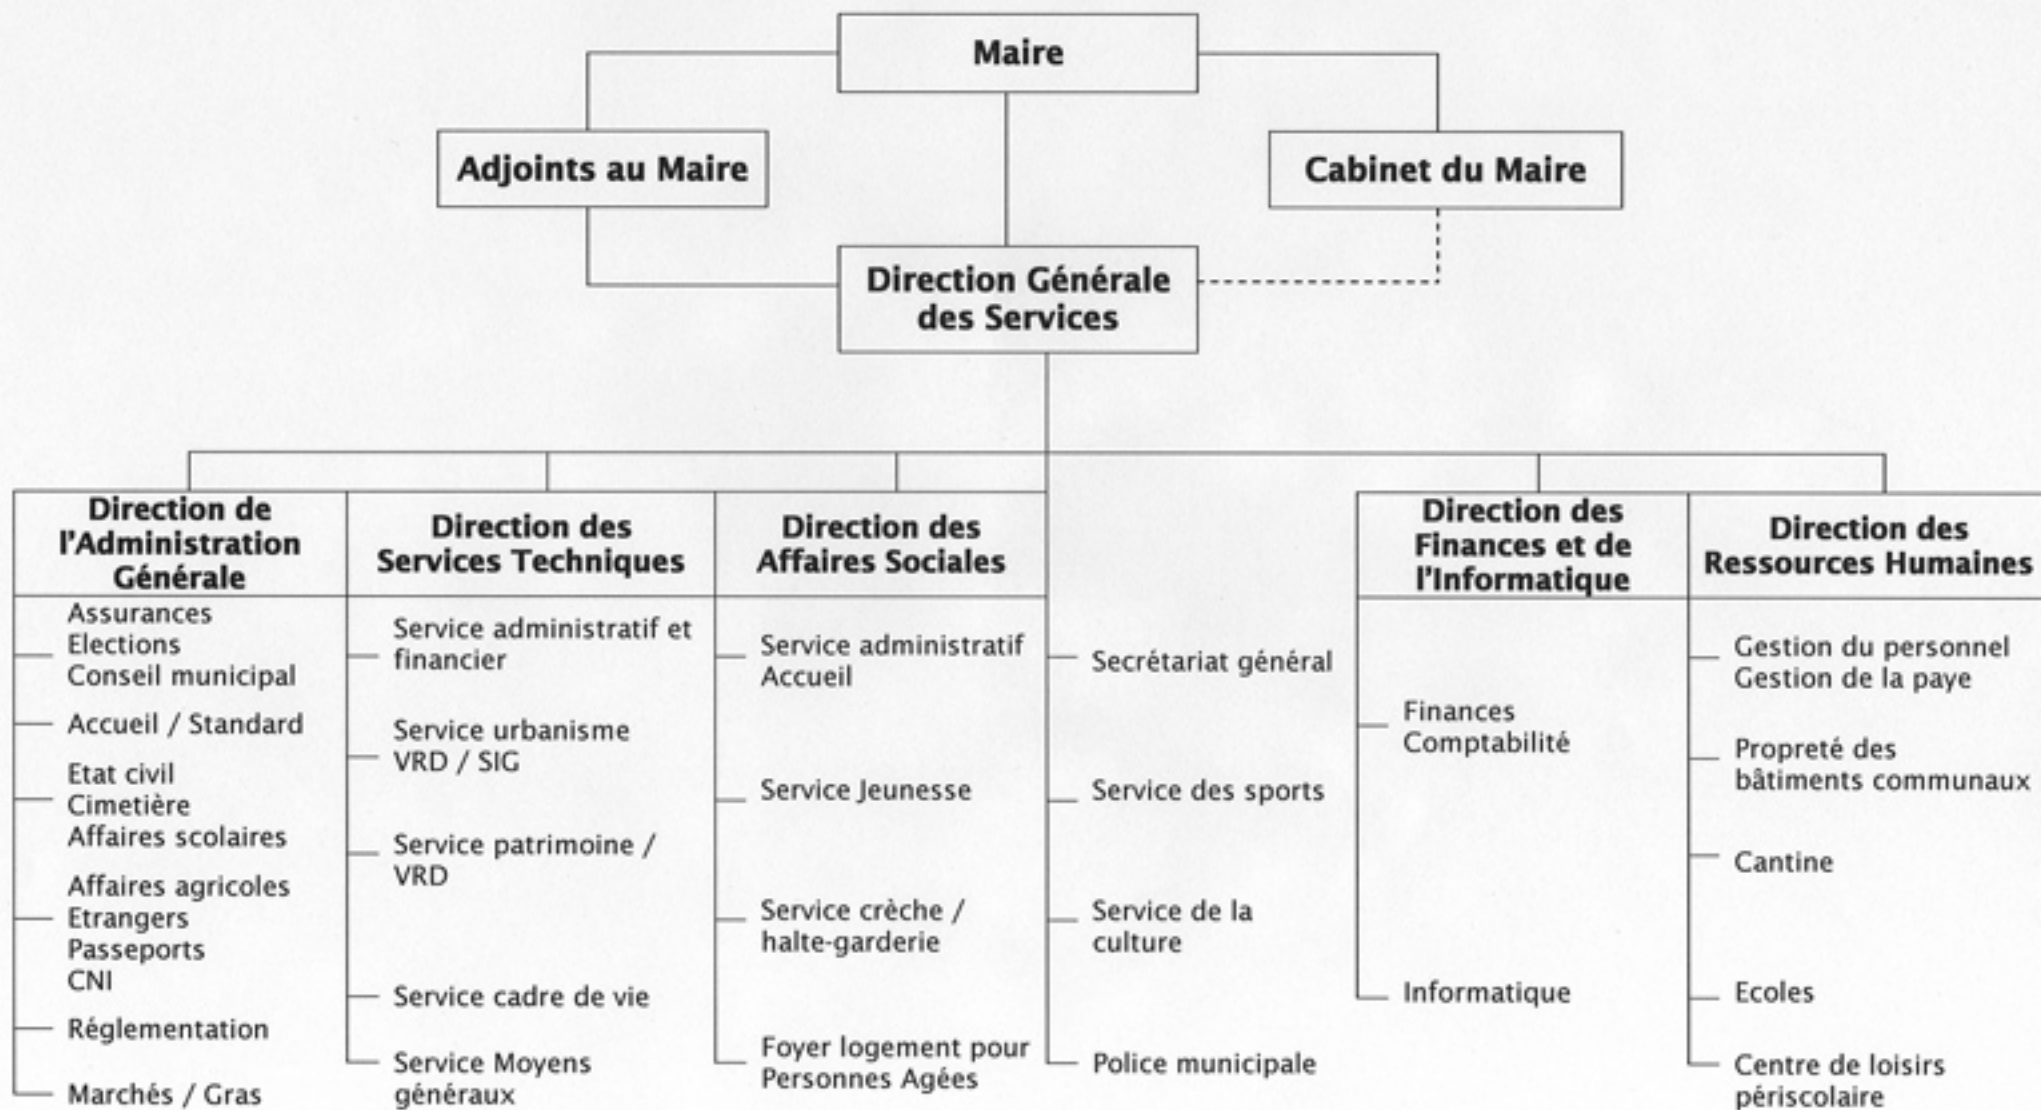 Maire
Adjoints au Maire
Cabinet du Maire
Direction Générale
des Services
Direction de
l'Administration
Générale
Assurances
Elections
Conseil municipal
Accueil / Standard
Etat civil
Cimetière
Affaires scolaires
Affaires agricoles
Etrangers
Passeports
CNI
Réglementation
Marchés / Gras
Direction des
Services Techniques
Service administratif et
financier
Service urbanisme
VRD / SIG
Service patrimoine /
VRD
Service cadre de vie
Service Moyens
généraux
Direction des
Affaires Sociales
Service administratif
Accueil
Service Jeunesse
Service crèche /
halte-garderie
Foyer logement pour
Personnes Agées
Secrétariat général
Service des sports
Service de la
culture
Police municipale
Direction des
Finances et de
l'Informatique
Finances
Comptabilité
Informatique
Direction des
Ressources Humaines
Gestion du personnel
Gestion de la paye
Propreté des
bâtiments communaux
Cantine
Ecoles
Centre de loisirs
périscolaire